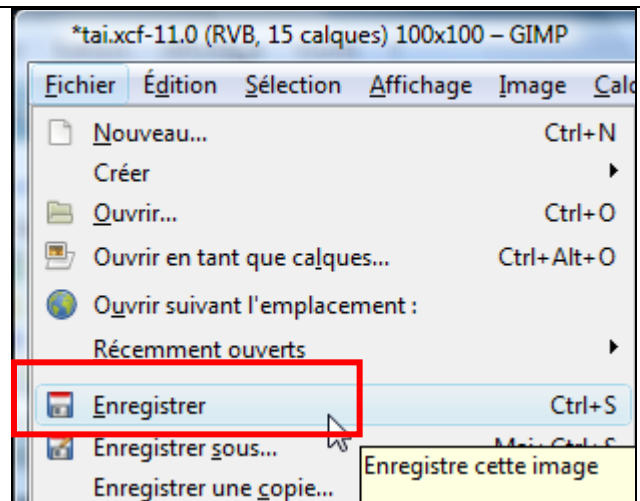 *tai.xcf-11.0 (RVB, 15 calques) 100x100 – GIMP
Fichier Édition Sélection Affichage Image Calc
Nouveau... Ctrl+N
Créer
Ouvrir... Ctrl+O
Ouvrir en tant que calques... Ctrl+Alt+O
Ouvrir suivant l'emplacement :
Récemment ouverts
Enregistrer Ctrl+S
Enregistrer sous...
Enregistre cette image
Enregistrer une copie...